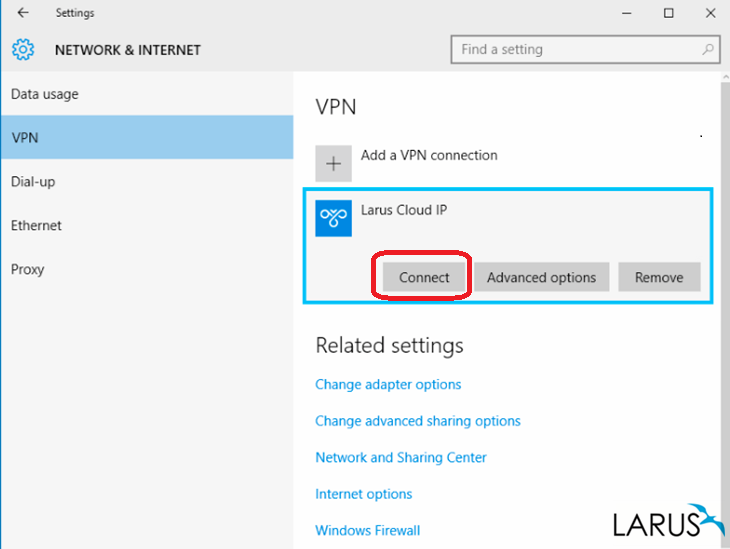 Settings
NETWORK & INTERNET
Find a setting
Data usage
VPN
Dial-up
Ethernet
Proxy
VPN
Add a VPN connection
Larus Cloud IP
Connect Advanced options Remove
Related settings
Change adapter options
Change advanced sharing options
Network and Sharing Center
Internet options
Windows Firewall
LARUS